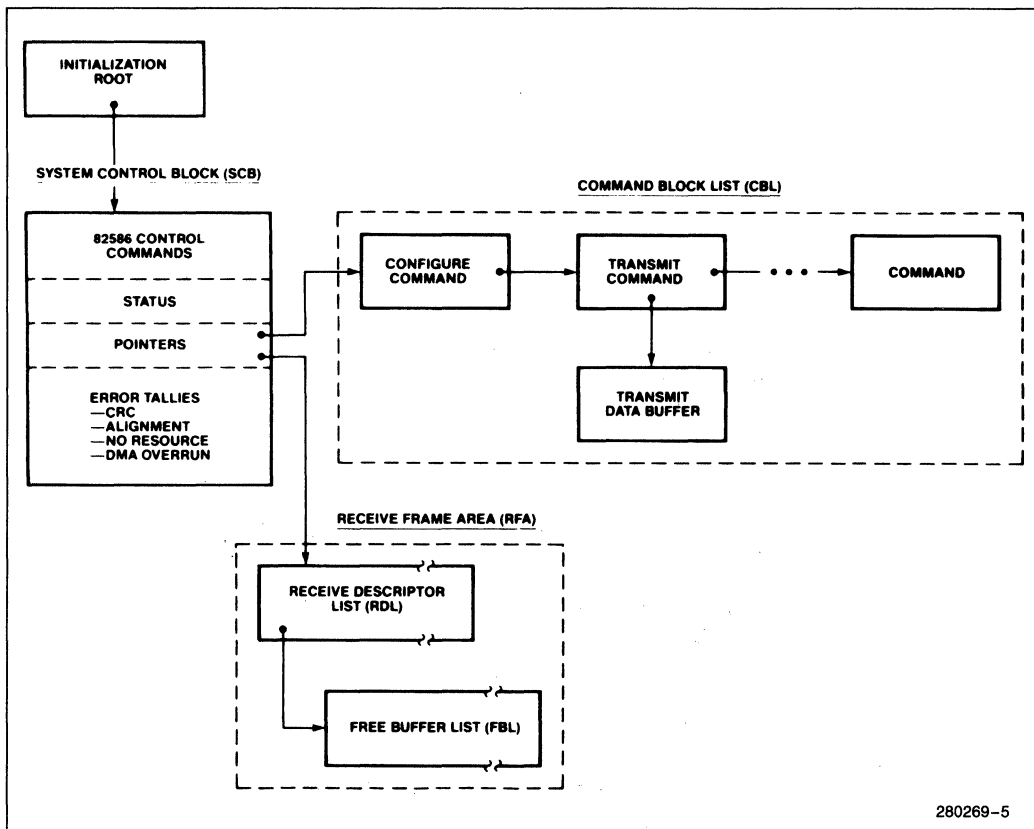 INITIALIZATION
ROOT
SYSTEM CONTROL BLOCK (SCB)
82586 CONTROL
COMMANDS
STATUS
POINTERS
ERROR TALLIES
—CRC
—ALIGNMENT
—NO RESOURCE
—DMA OVERRUN
COMMAND BLOCK LIST (CBL)
CONFIGURE
COMMAND
TRANSMIT
COMMAND
• • •
COMMAND
TRANSMIT
DATA BUFFER
RECEIVE FRAME AREA (RFA)
RECEIVE DESCRIPTOR
LIST (RDL)
FREE BUFFER LIST (FBL)
280269–5